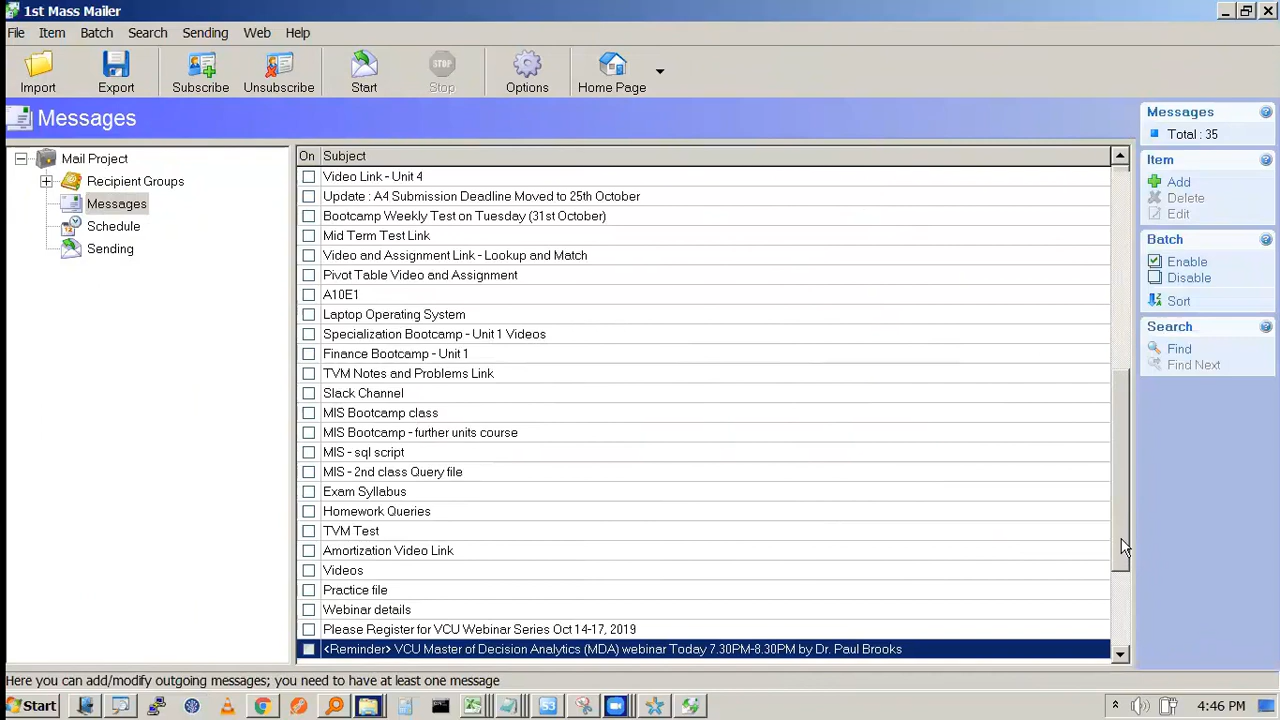 1st Mass Mailer
File Item Batch Search Sending Web Help
Import Export Subscribe Unsubscribe Start Stop Options Home Page
STOP
Messages
Mail Project
Recipient Groups
Messages
Schedule
12
Sending
On Subject
Video Link - Unit 4
Update : A4 Submission Deadline Moved to 25th October
Bootcamp Weekly Test on Tuesday (31st October)
Mid Term Test Link
Video and Assignment Link - Lookup and Match
Pivot Table Video and Assignment
A10E1
Laptop Operating System
Specialization Bootcamp - Unit 1 Videos
Finance Bootcamp - Unit 1
TVM Notes and Problems Link
Slack Channel
MIS Bootcamp class
MIS Bootcamp - further units course
MIS - sql script
MIS - 2nd class Query file
Exam Syllabus
Homework Queries
TVM Test
Amortization Video Link
Videos
Practice file
Webinar details
Please Register for VCU Webinar Series Oct 14-17, 2019
<Reminder> VCU Master of Decision Analytics (MDA) webinar Today 7.30PM-8.30PM by Dr. Paul Brooks
Messages
Total : 35
Item
Add
Delete
Edit
Batch
Enable
Disable
Sort
Search
Find
Find Next
Here you can add/modify outgoing messages; you need to have at least one message
Start
4:46 PM